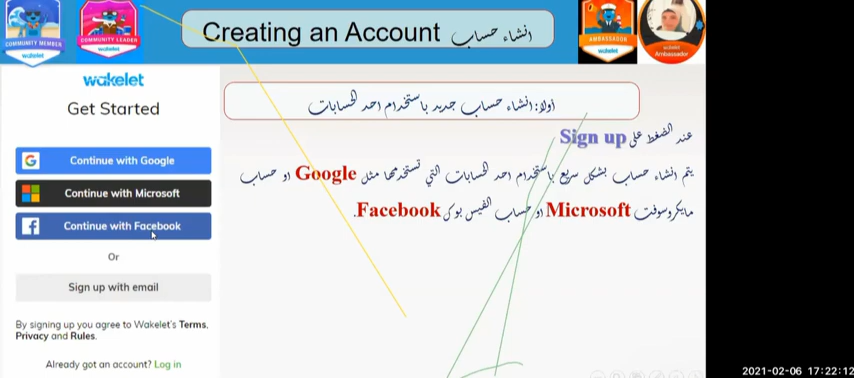 COMMUNITY MEMBER
wakelet
COMMUNITY LEADER
wakelet
Creating an Account انشاء حساب
AMBASSADOR
wakelet
wakelet
Ambassador
wakelet
Get Started
Continue with Google
Continue with Microsoft
Continue with Facebook
Or
Sign up with email
By signing up you agree to Wakelet's Terms,
Privacy and Rules.
Already got an account? Log in
أولا: انشاء حساب جديد باستخدام احد الحسابات
عند الضغط على Sign up
يتم انشاء حساب بشكل سريع باستخدام احد الحسابات التي تستخدمها مثل Google او حساب
مايكروسوفت Microsoft او حساب الفيس بوك Facebook.
2021-02-06 17:22:12